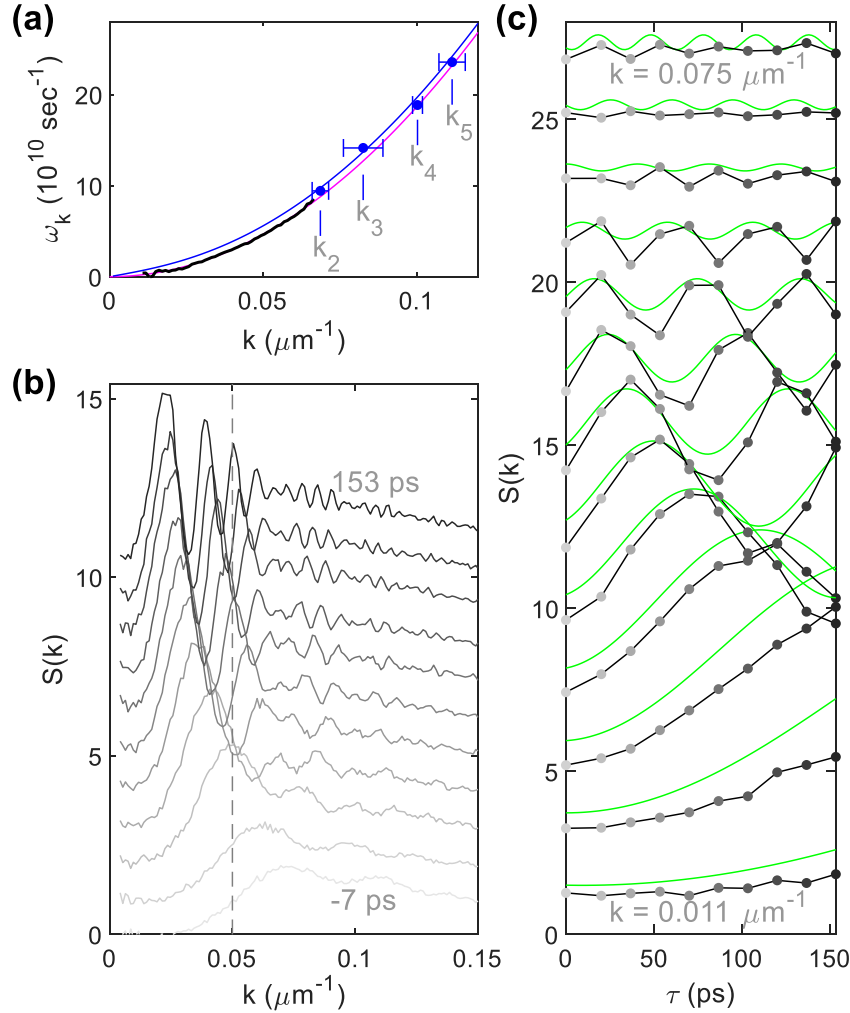 (a)
20
10
0
ω_k (10^10 sec^-1)
k_2
k_3
k_4
k_5
0
0.05
0.1
k (μm^-1)
(b)
15
10
5
0
S(k)
153 ps
-7 ps
0
0.05
0.1
0.15
k (μm^-1)
(c)
k = 0.075 μm^-1
25
20
15
10
5
0
S(k)
k = 0.011 μm^-1
0
50
100
150
τ (ps)